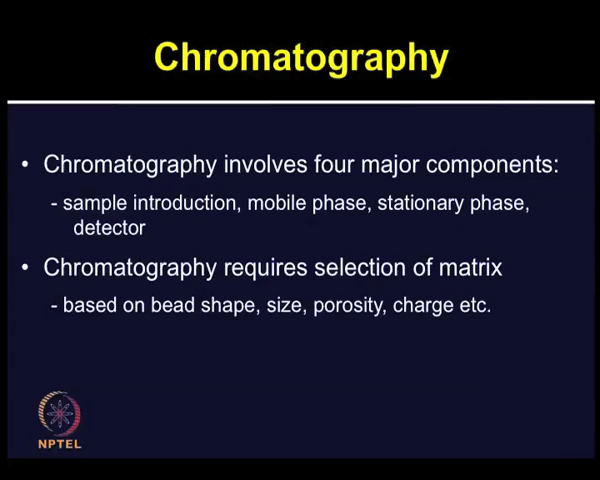 Chromatography
• Chromatography involves four major components:
- sample introduction, mobile phase, stationary phase,
detector
• Chromatography requires selection of matrix
- based on bead shape, size, porosity, charge etc.
NPTEL